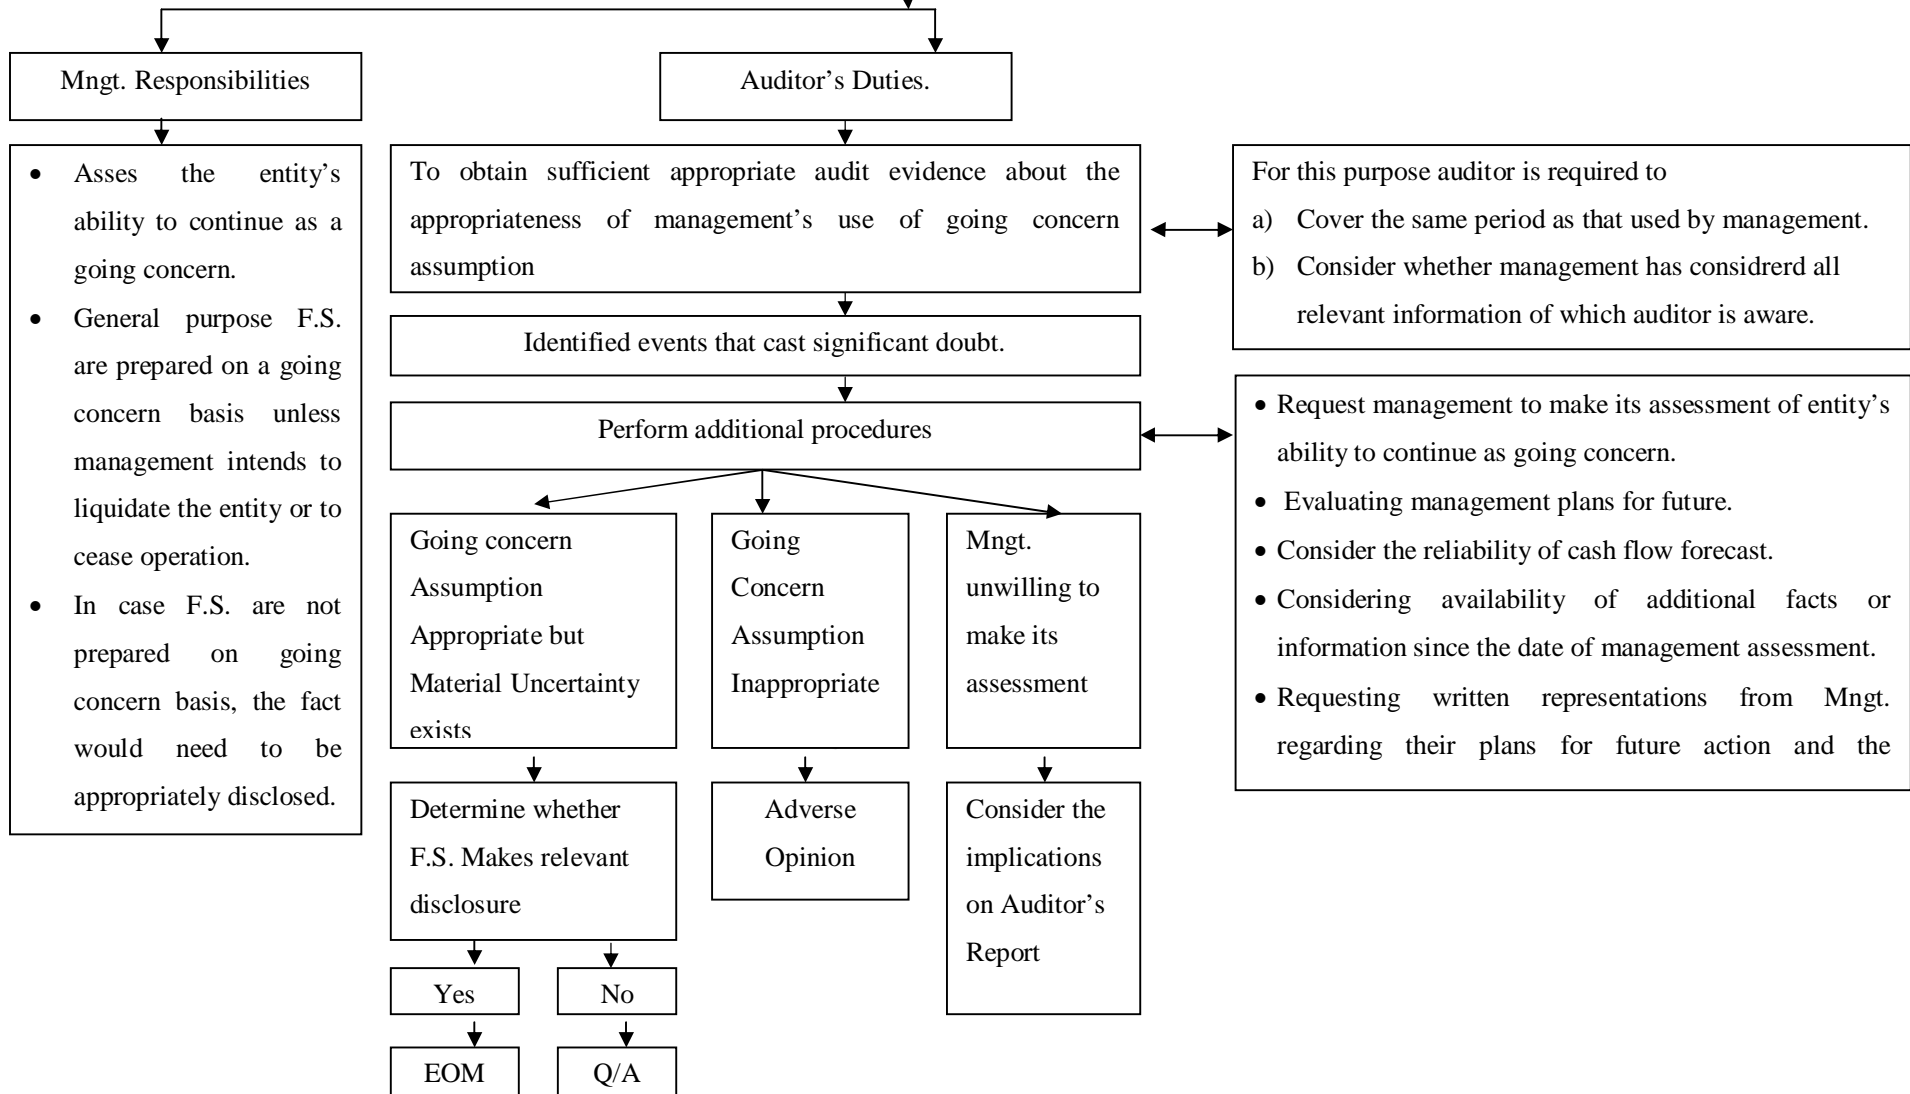 Mngt. Responsibilities
Auditor’s Duties.
• Asses the entity’s
ability to continue as a
going concern.
• General purpose F.S.
are prepared on a going
concern basis unless
management intends to
liquidate the entity or to
cease operation.
• In case F.S. are not
prepared on going
concern basis, the fact
would need to be
appropriately disclosed.
To obtain sufficient appropriate audit evidence about the
appropriateness of management’s use of going concern
assumption
For this purpose auditor is required to
a) Cover the same period as that used by management.
b) Consider whether management has considrerd all
relevant information of which auditor is aware.
Identified events that cast significant doubt.
Perform additional procedures
• Request management to make its assessment of entity’s
ability to continue as going concern.
• Evaluating management plans for future.
• Consider the reliability of cash flow forecast.
• Considering availability of additional facts or
information since the date of management assessment.
• Requesting written representations from Mngt.
regarding their plans for future action and the
Going concern
Assumption
Appropriate but
Material Uncertainty
exists
Going
Concern
Assumption
Inappropriate
Mngt.
unwilling to
make its
assessment
Determine whether
F.S. Makes relevant
disclosure
Adverse
Opinion
Consider the
implications
on Auditor’s
Report
Yes
No
EOM
Q/A